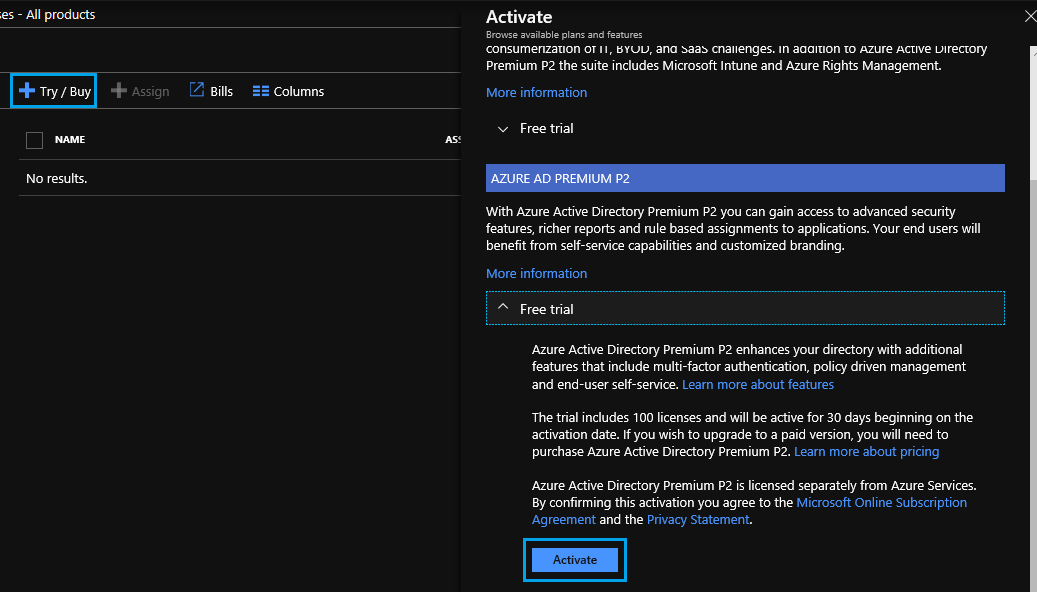 es - All products
Try / Buy
Assign
Bills
Columns
NAME
ASS
No results.
Activate
Browse available plans and features
consumerization of IT, BYOD, and SaaS challenges. In addition to Azure Active Directory
Premium P2 the suite includes Microsoft Intune and Azure Rights Management.
More information
Free trial
AZURE AD PREMIUM P2
With Azure Active Directory Premium P2 you can gain access to advanced security
features, richer reports and rule based assignments to applications. Your end users will
benefit from self-service capabilities and customized branding.
More information
Free trial
Azure Active Directory Premium P2 enhances your directory with additional
features that include multi-factor authentication, policy driven management
and end-user self-service. Learn more about features
The trial includes 100 licenses and will be active for 30 days beginning on the
activation date. If you wish to upgrade to a paid version, you will need to
purchase Azure Active Directory Premium P2. Learn more about pricing
Azure Active Directory Premium P2 is licensed separately from Azure Services.
By confirming this activation you agree to the Microsoft Online Subscription
Agreement and the Privacy Statement.
Activate